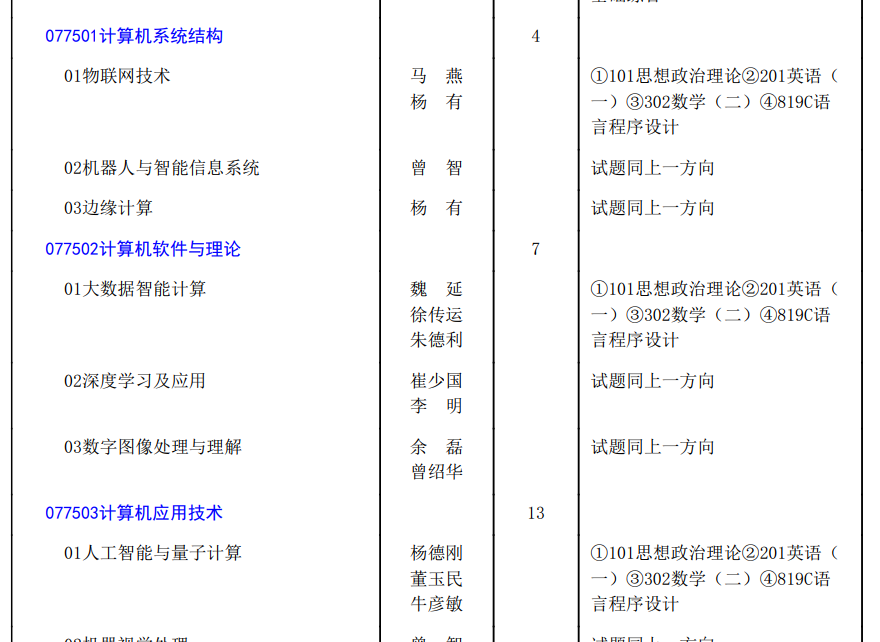 077501计算机系统结构 4
01物联网技术 马 燕 ①101思想政治理论②201英语(
杨 有 一)③302数学(二)④819C语
言程序设计
02机器人与智能信息系统 曾 智 试题同上一方向
03边缘计算 杨 有 试题同上一方向
077502计算机软件与理论 7
01大数据智能计算 魏 延 ①101思想政治理论②201英语(
徐传运 一)③302数学(二)④819C语
朱德利 言程序设计
02深度学习及应用 崔少国 试题同上一方向
李 明
03数字图像处理与理解 余 磊 试题同上一方向
曾绍华
077503计算机应用技术 13
01人工智能与量子计算 杨德刚 ①101思想政治理论②201英语(
董玉民 一)③302数学(二)④819C语
牛彦敏 言程序设计